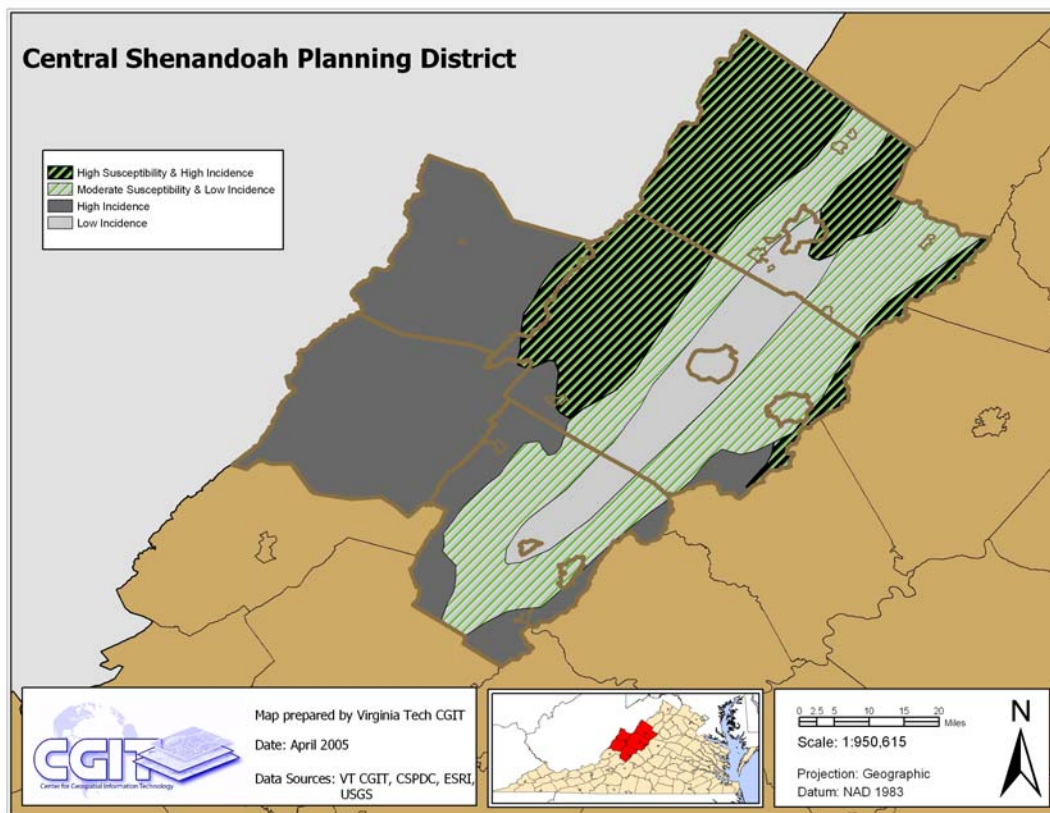 Central Shenandoah Planning District
High Susceptibility & High Incidence
Moderate Susceptibility & Low Incidence
High Incidence
Low Incidence
CGIT
Center for Geospatial Information Technology
Map prepared by Virginia Tech CGIT
Date: April 2005
Data Sources: VT CGIT, CSPDC, ESRI,
USGS
0 2.5 5 10 15 20
Miles
Scale: 1:950,615
Projection: Geographic
Datum: NAD 1983
N